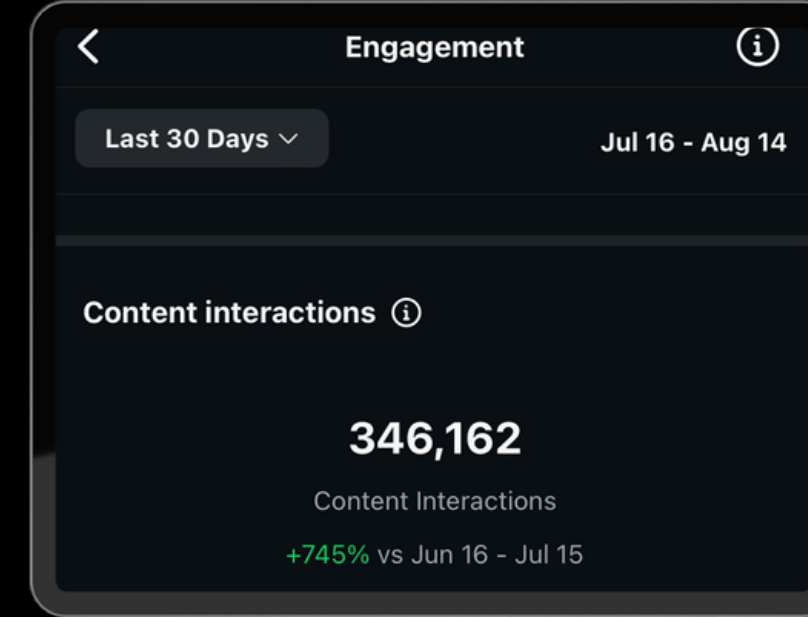 Engagement
Last 30 Days
Jul 16 - Aug 14
Content interactions
346,162
Content Interactions
+745% vs Jun 16 - Jul 15